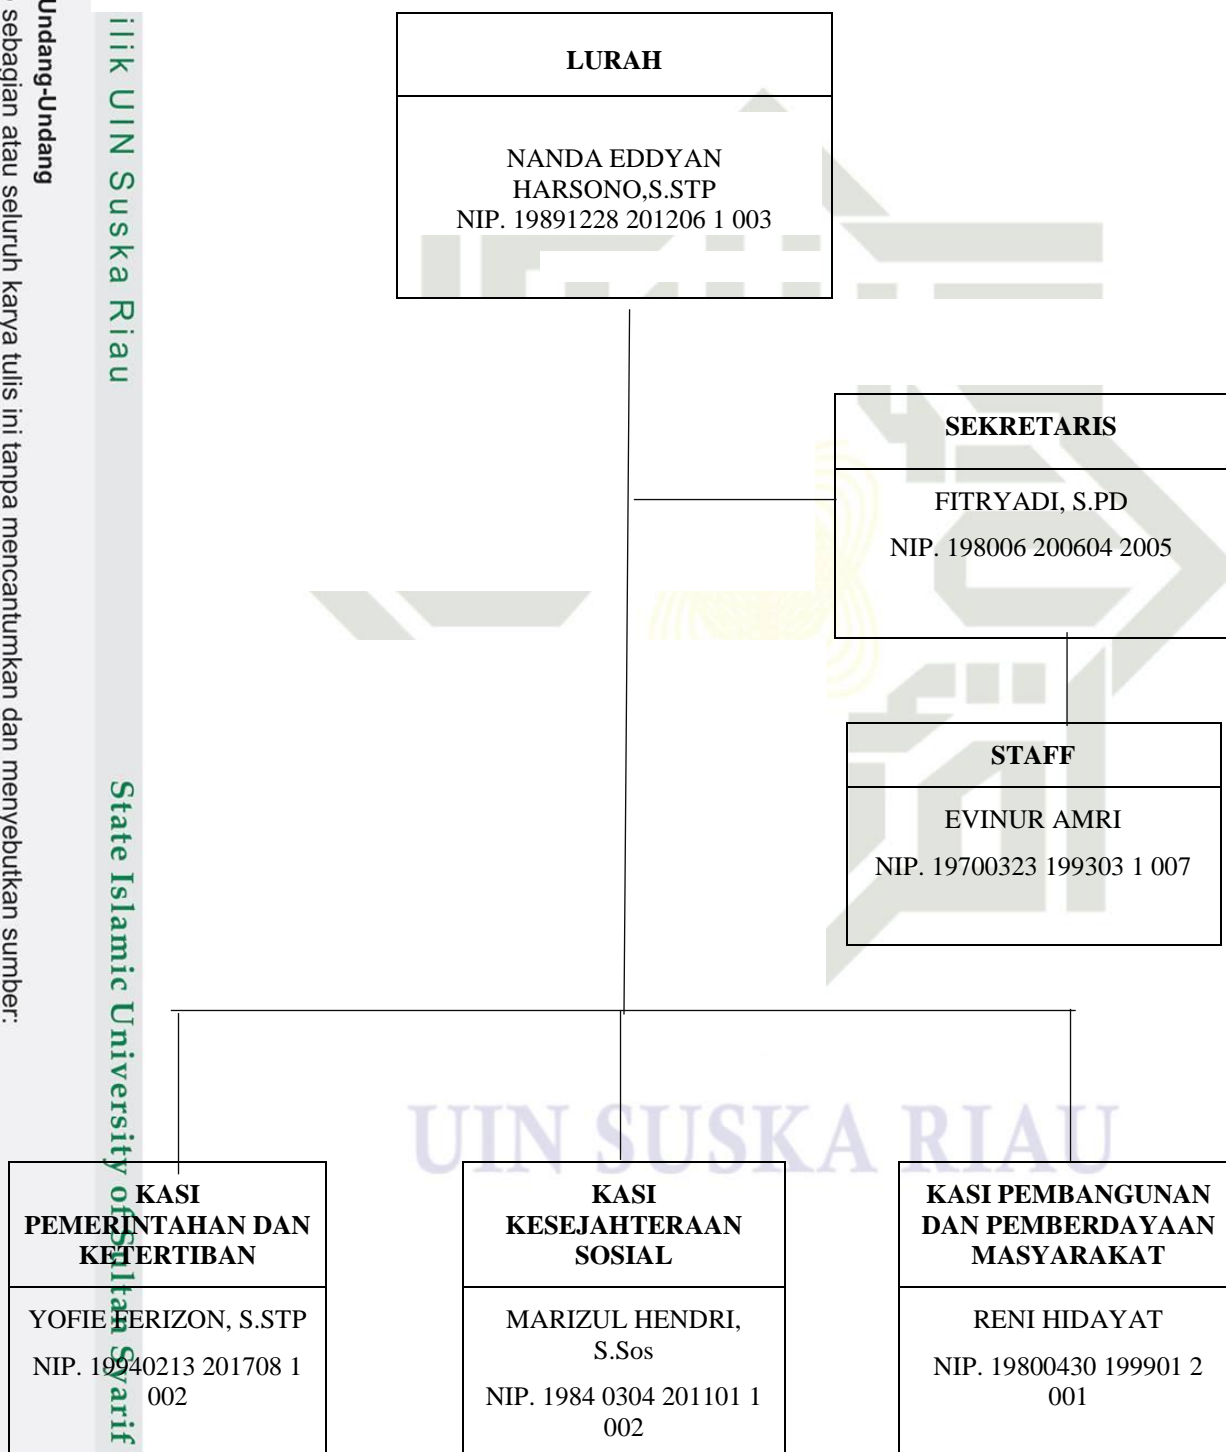 Undang-Undang
sebagian atau seluruh karya tulis ini tanpa mencantumkan dan menyebutkan sumber:
ilik UIN Suska Riau
State Islamic University of Sultan Syarif
LURAH
NANDA EDDYAN
HARSONO,S.STP
NIP. 19891228 201206 1 003
SEKRETARIS
FITRYADI, S.PD
NIP. 198006 200604 2005
STAFF
EVINUR AMRI
NIP. 19700323 199303 1 007
UIN SUSKA RIAU
KASI
PEMERINTAHAN DAN
KETERTIBAN
YOFIE FERIZON, S.STP
NIP. 19940213 201708 1
002
KASI
KESEJAHTERAAN
SOSIAL
MARIZUL HENDRI,
S.Sos
NIP. 1984 0304 201101 1
002
KASI PEMBANGUNAN
DAN PEMBERDAYAAN
MASYARAKAT
RENI HIDAYAT
NIP. 19800430 199901 2
001